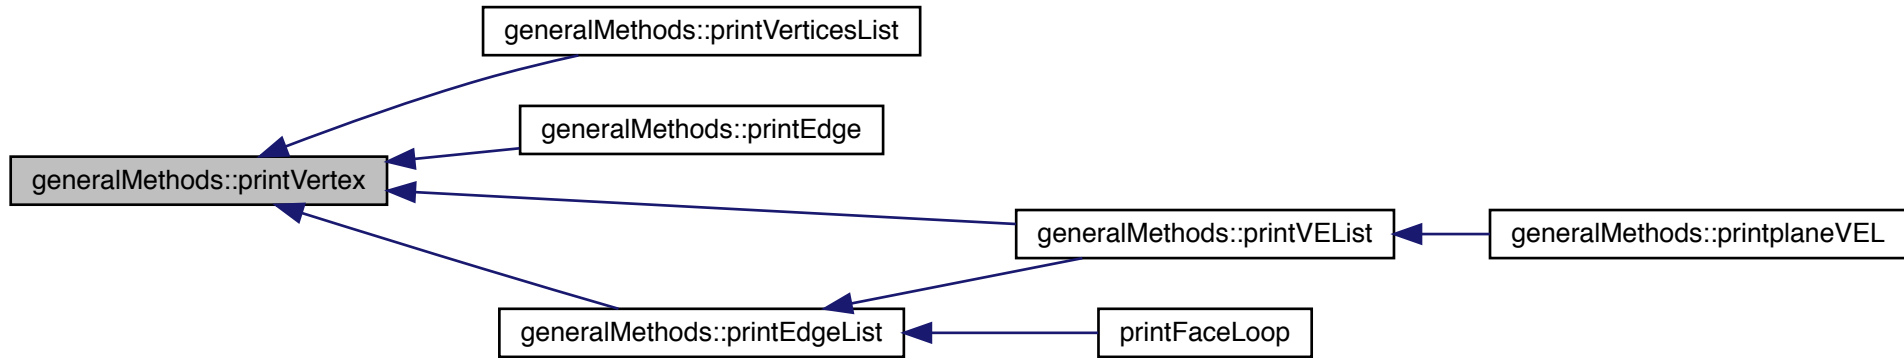 generalMethods::printVerticesList
generalMethods::printEdge
generalMethods::printVertex
generalMethods::printVEList
generalMethods::printplaneVEL
generalMethods::printEdgeList
printFaceLoop